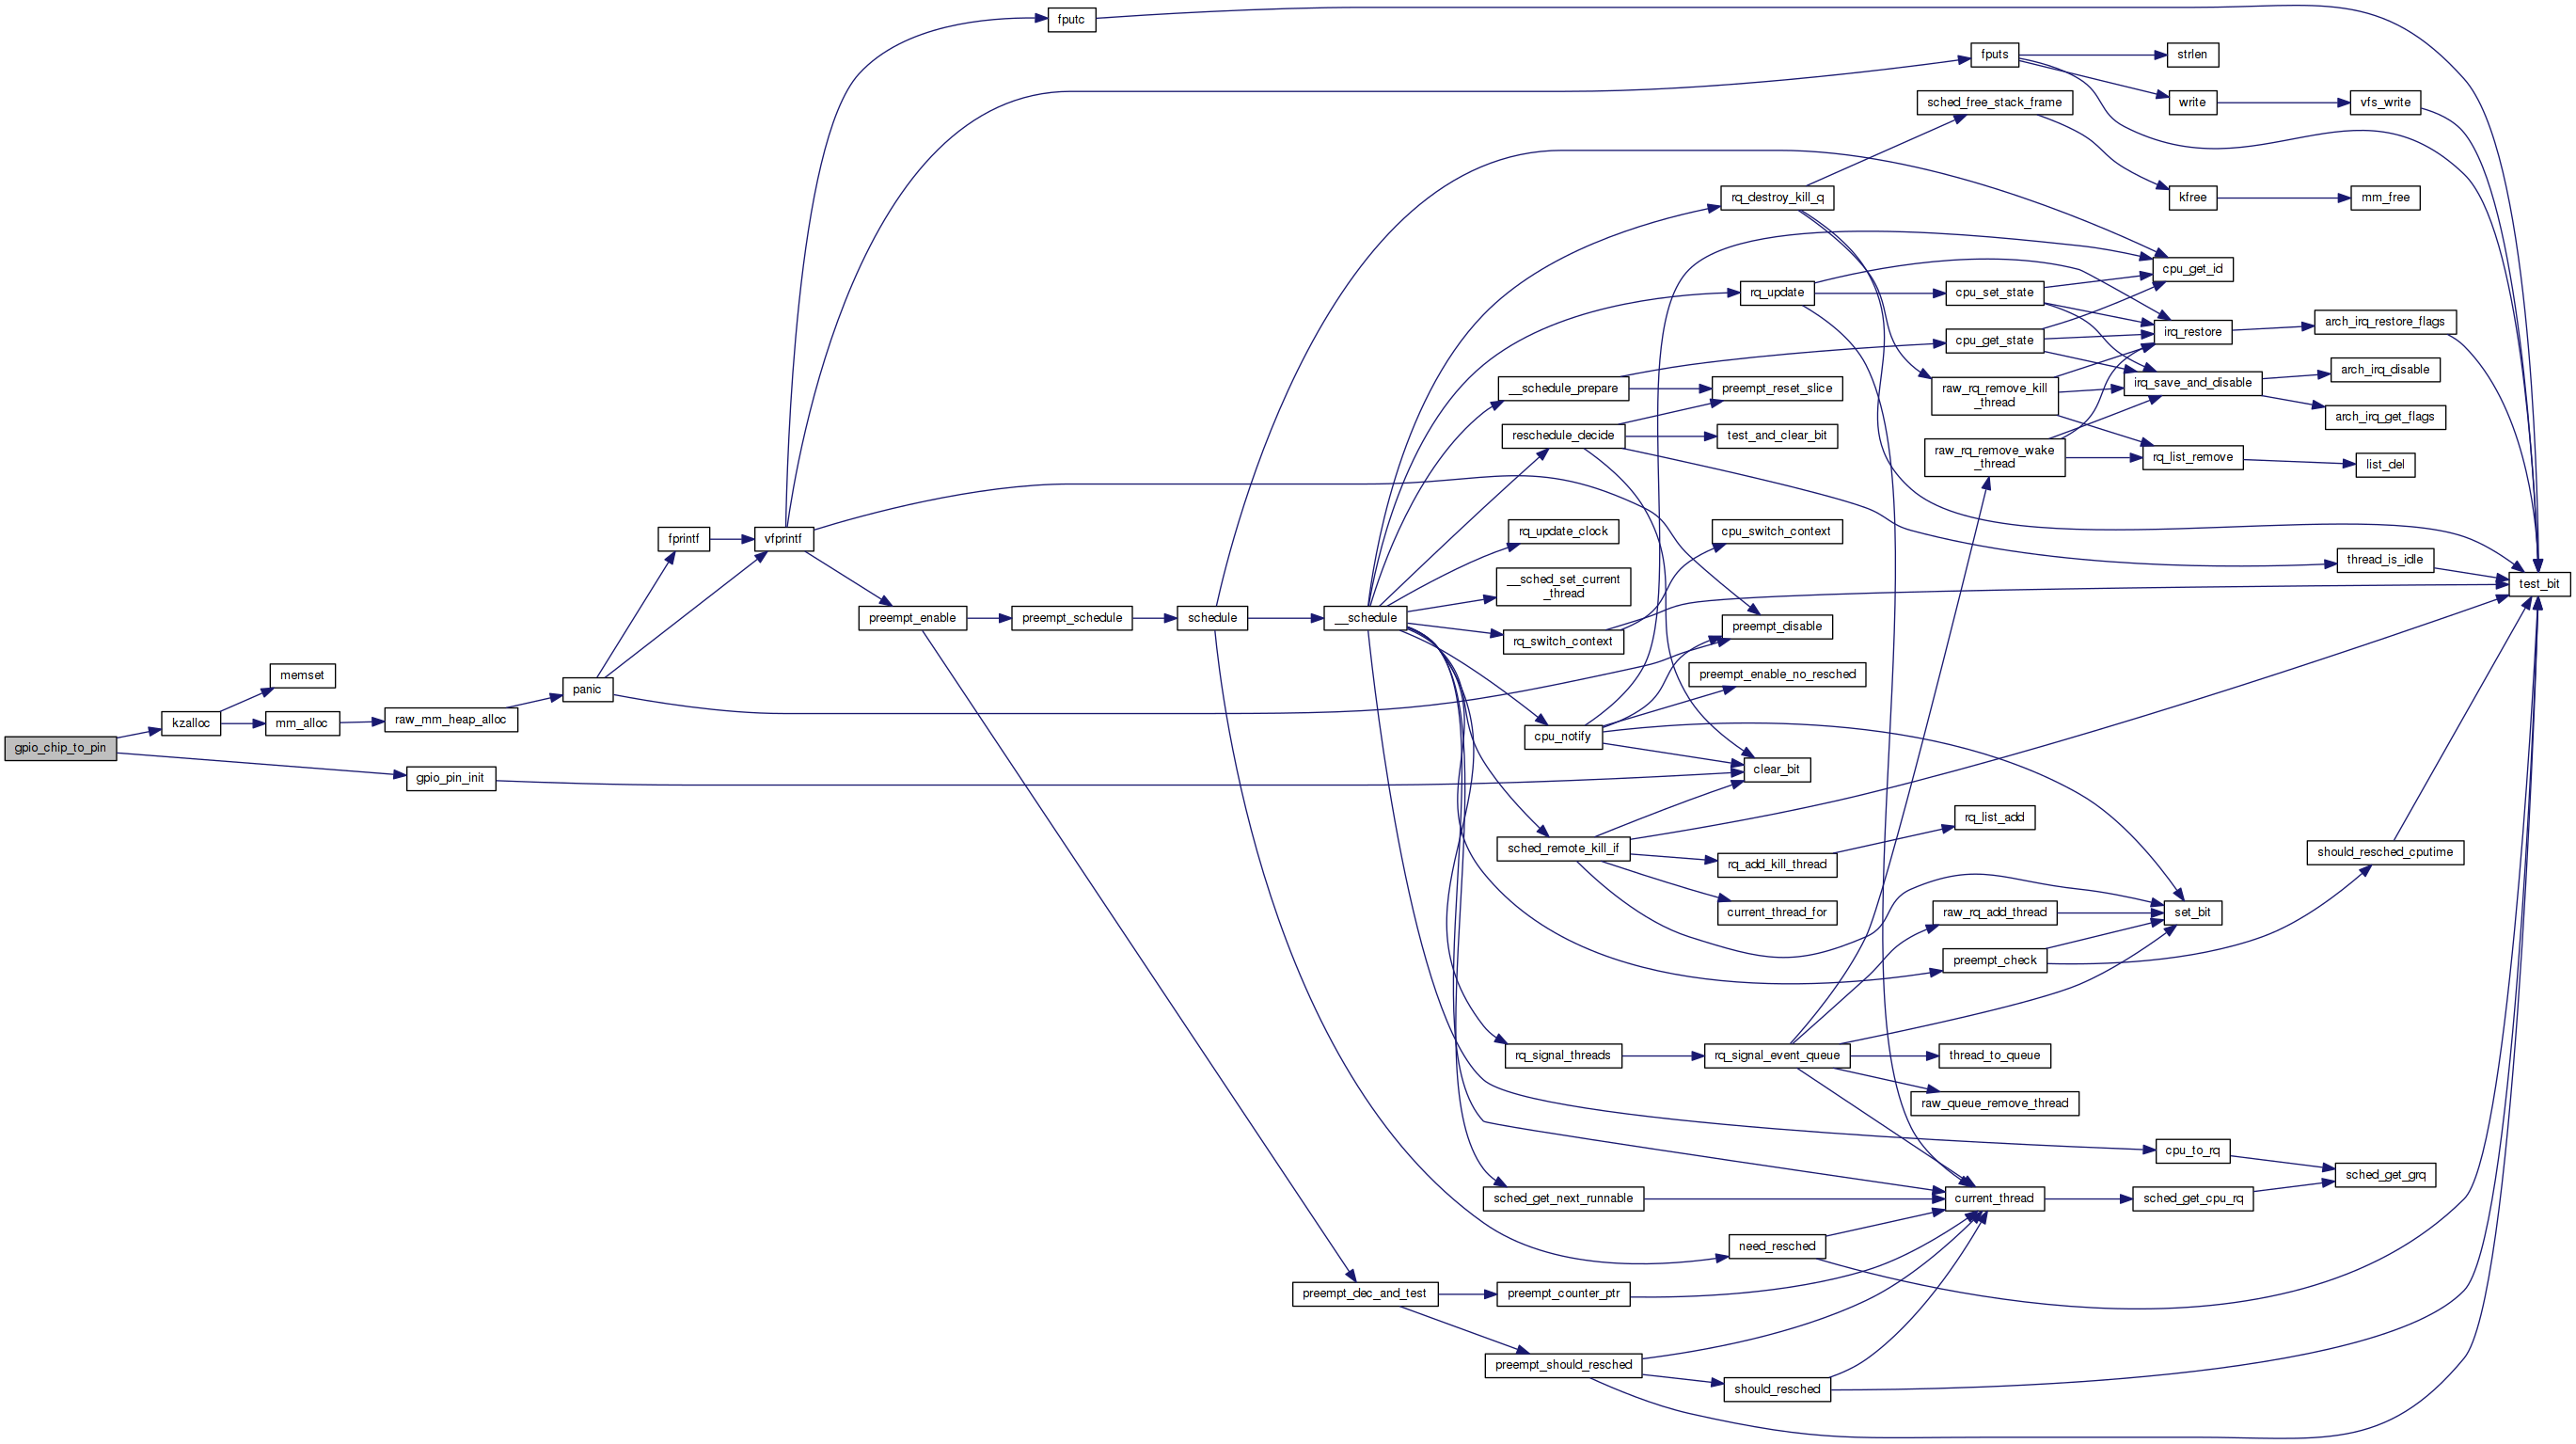 fputc
fputs
strlen
sched_free_stack_frame
write
vfs_write
rq_destroy_kill_q
kfree
mm_free
cpu_get_id
rq_update
cpu_set_state
irq_restore
arch_irq_restore_flags
cpu_get_state
arch_irq_disable
__schedule_prepare
preempt_reset_slice
raw_rq_remove_kill
_thread
irq_save_and_disable
arch_irq_get_flags
reschedule_decide
test_and_clear_bit
raw_rq_remove_wake
_thread
rq_list_remove
list_del
fprintf
vfprintf
rq_update_clock
cpu_switch_context
thread_is_idle
test_bit
__sched_set_current
_thread
preempt_enable
preempt_schedule
schedule
__schedule
rq_switch_context
preempt_disable
memset
panic
preempt_enable_no_resched
kzalloc
mm_alloc
raw_mm_heap_alloc
cpu_notify
gpio_chip_to_pin
gpio_pin_init
clear_bit
rq_list_add
sched_remote_kill_if
rq_add_kill_thread
should_resched_cputime
current_thread_for
raw_rq_add_thread
set_bit
preempt_check
rq_signal_threads
rq_signal_event_queue
thread_to_queue
raw_queue_remove_thread
cpu_to_rq
sched_get_grq
sched_get_next_runnable
current_thread
sched_get_cpu_rq
need_resched
preempt_dec_and_test
preempt_counter_ptr
preempt_should_resched
should_resched